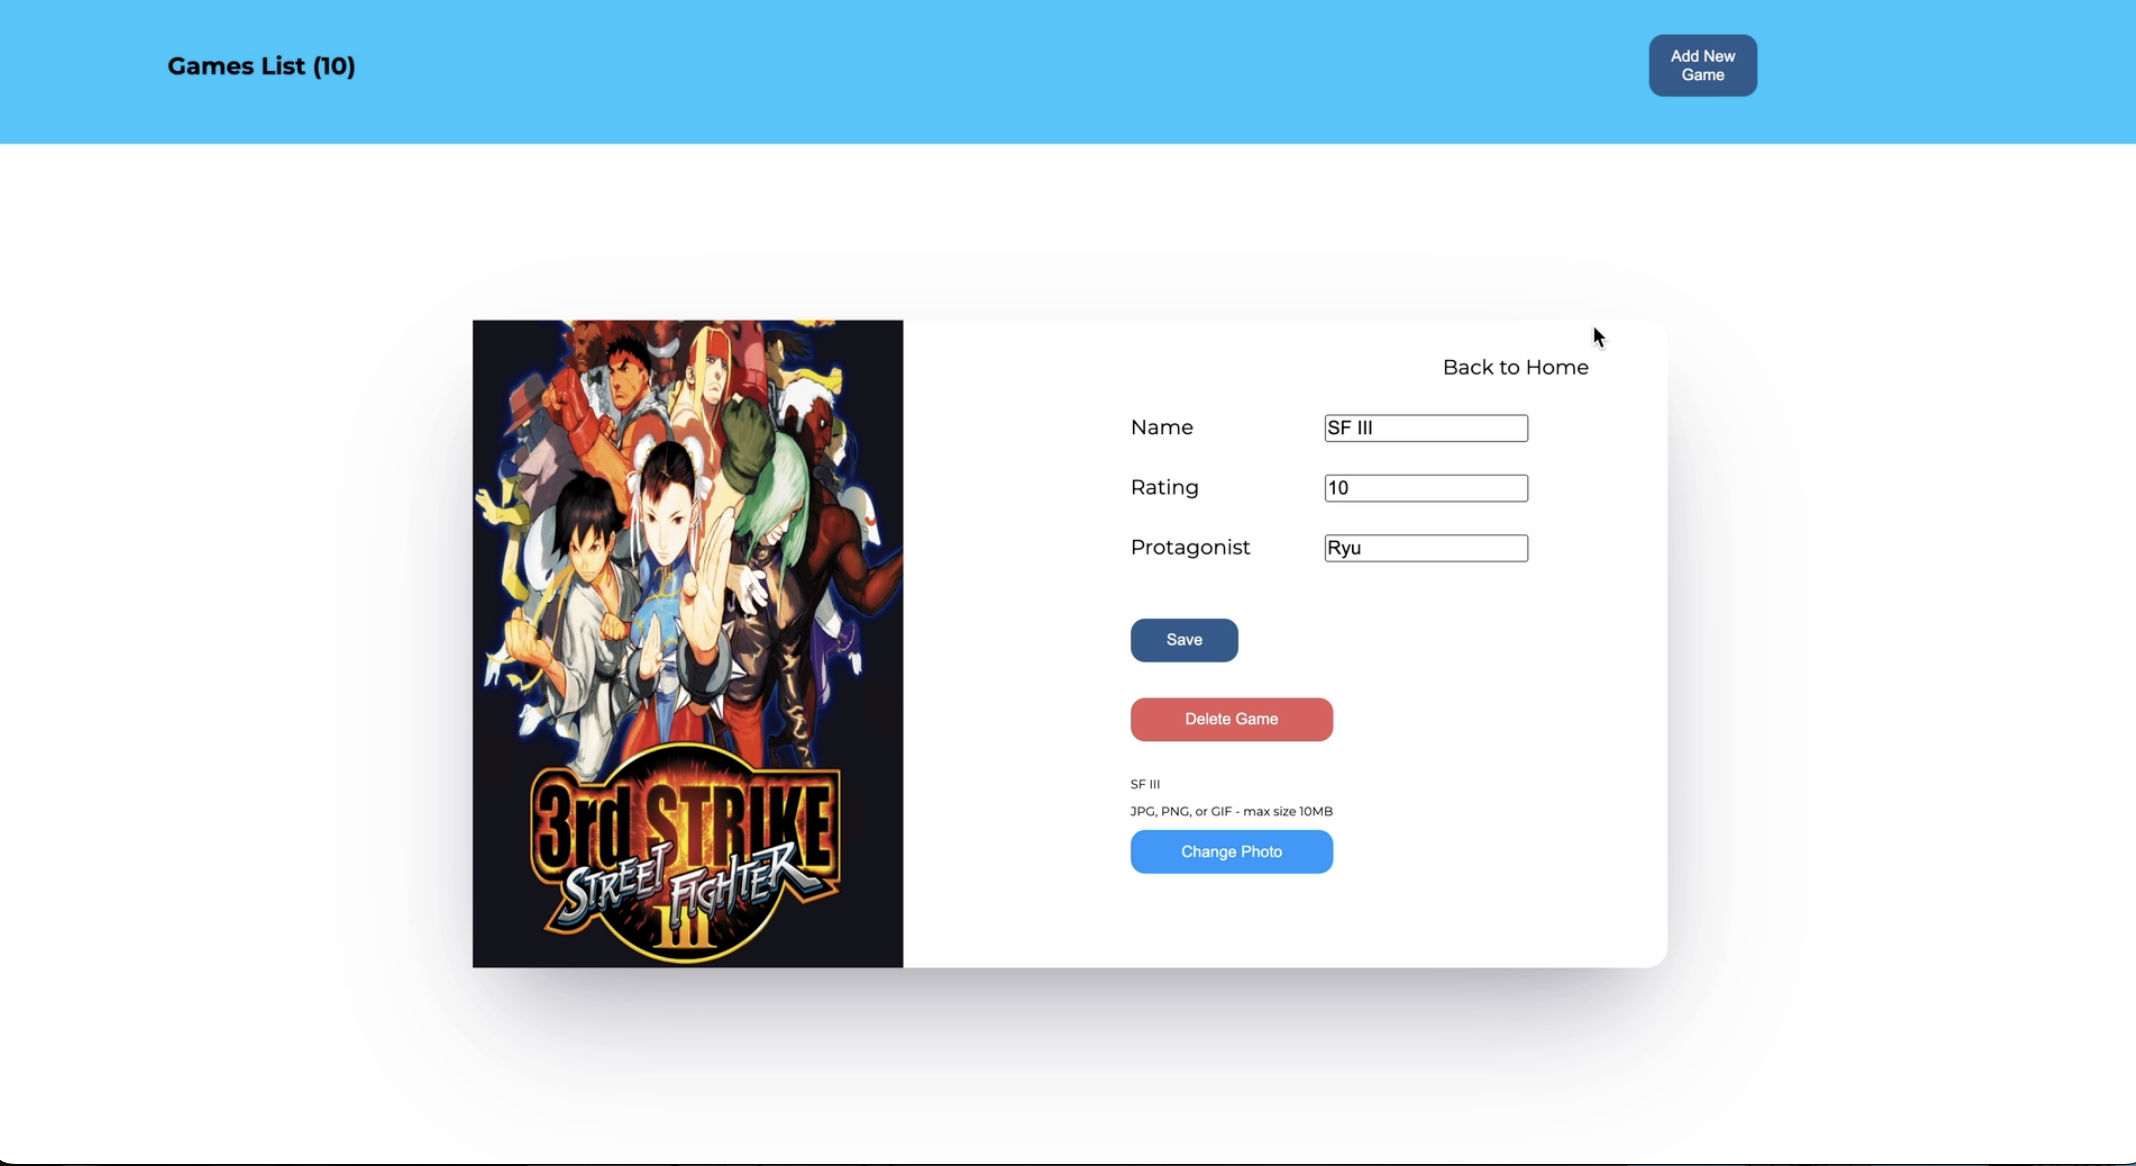 Games List (10)
Add New
Game
Back to Home
Name
SF III
Rating
10
Protagonist
Ryu
Save
Delete Game
SF III
JPG, PNG, or GIF - max size 10MB
Change Photo
3rd STRIKE
STREET FIGHTER
III